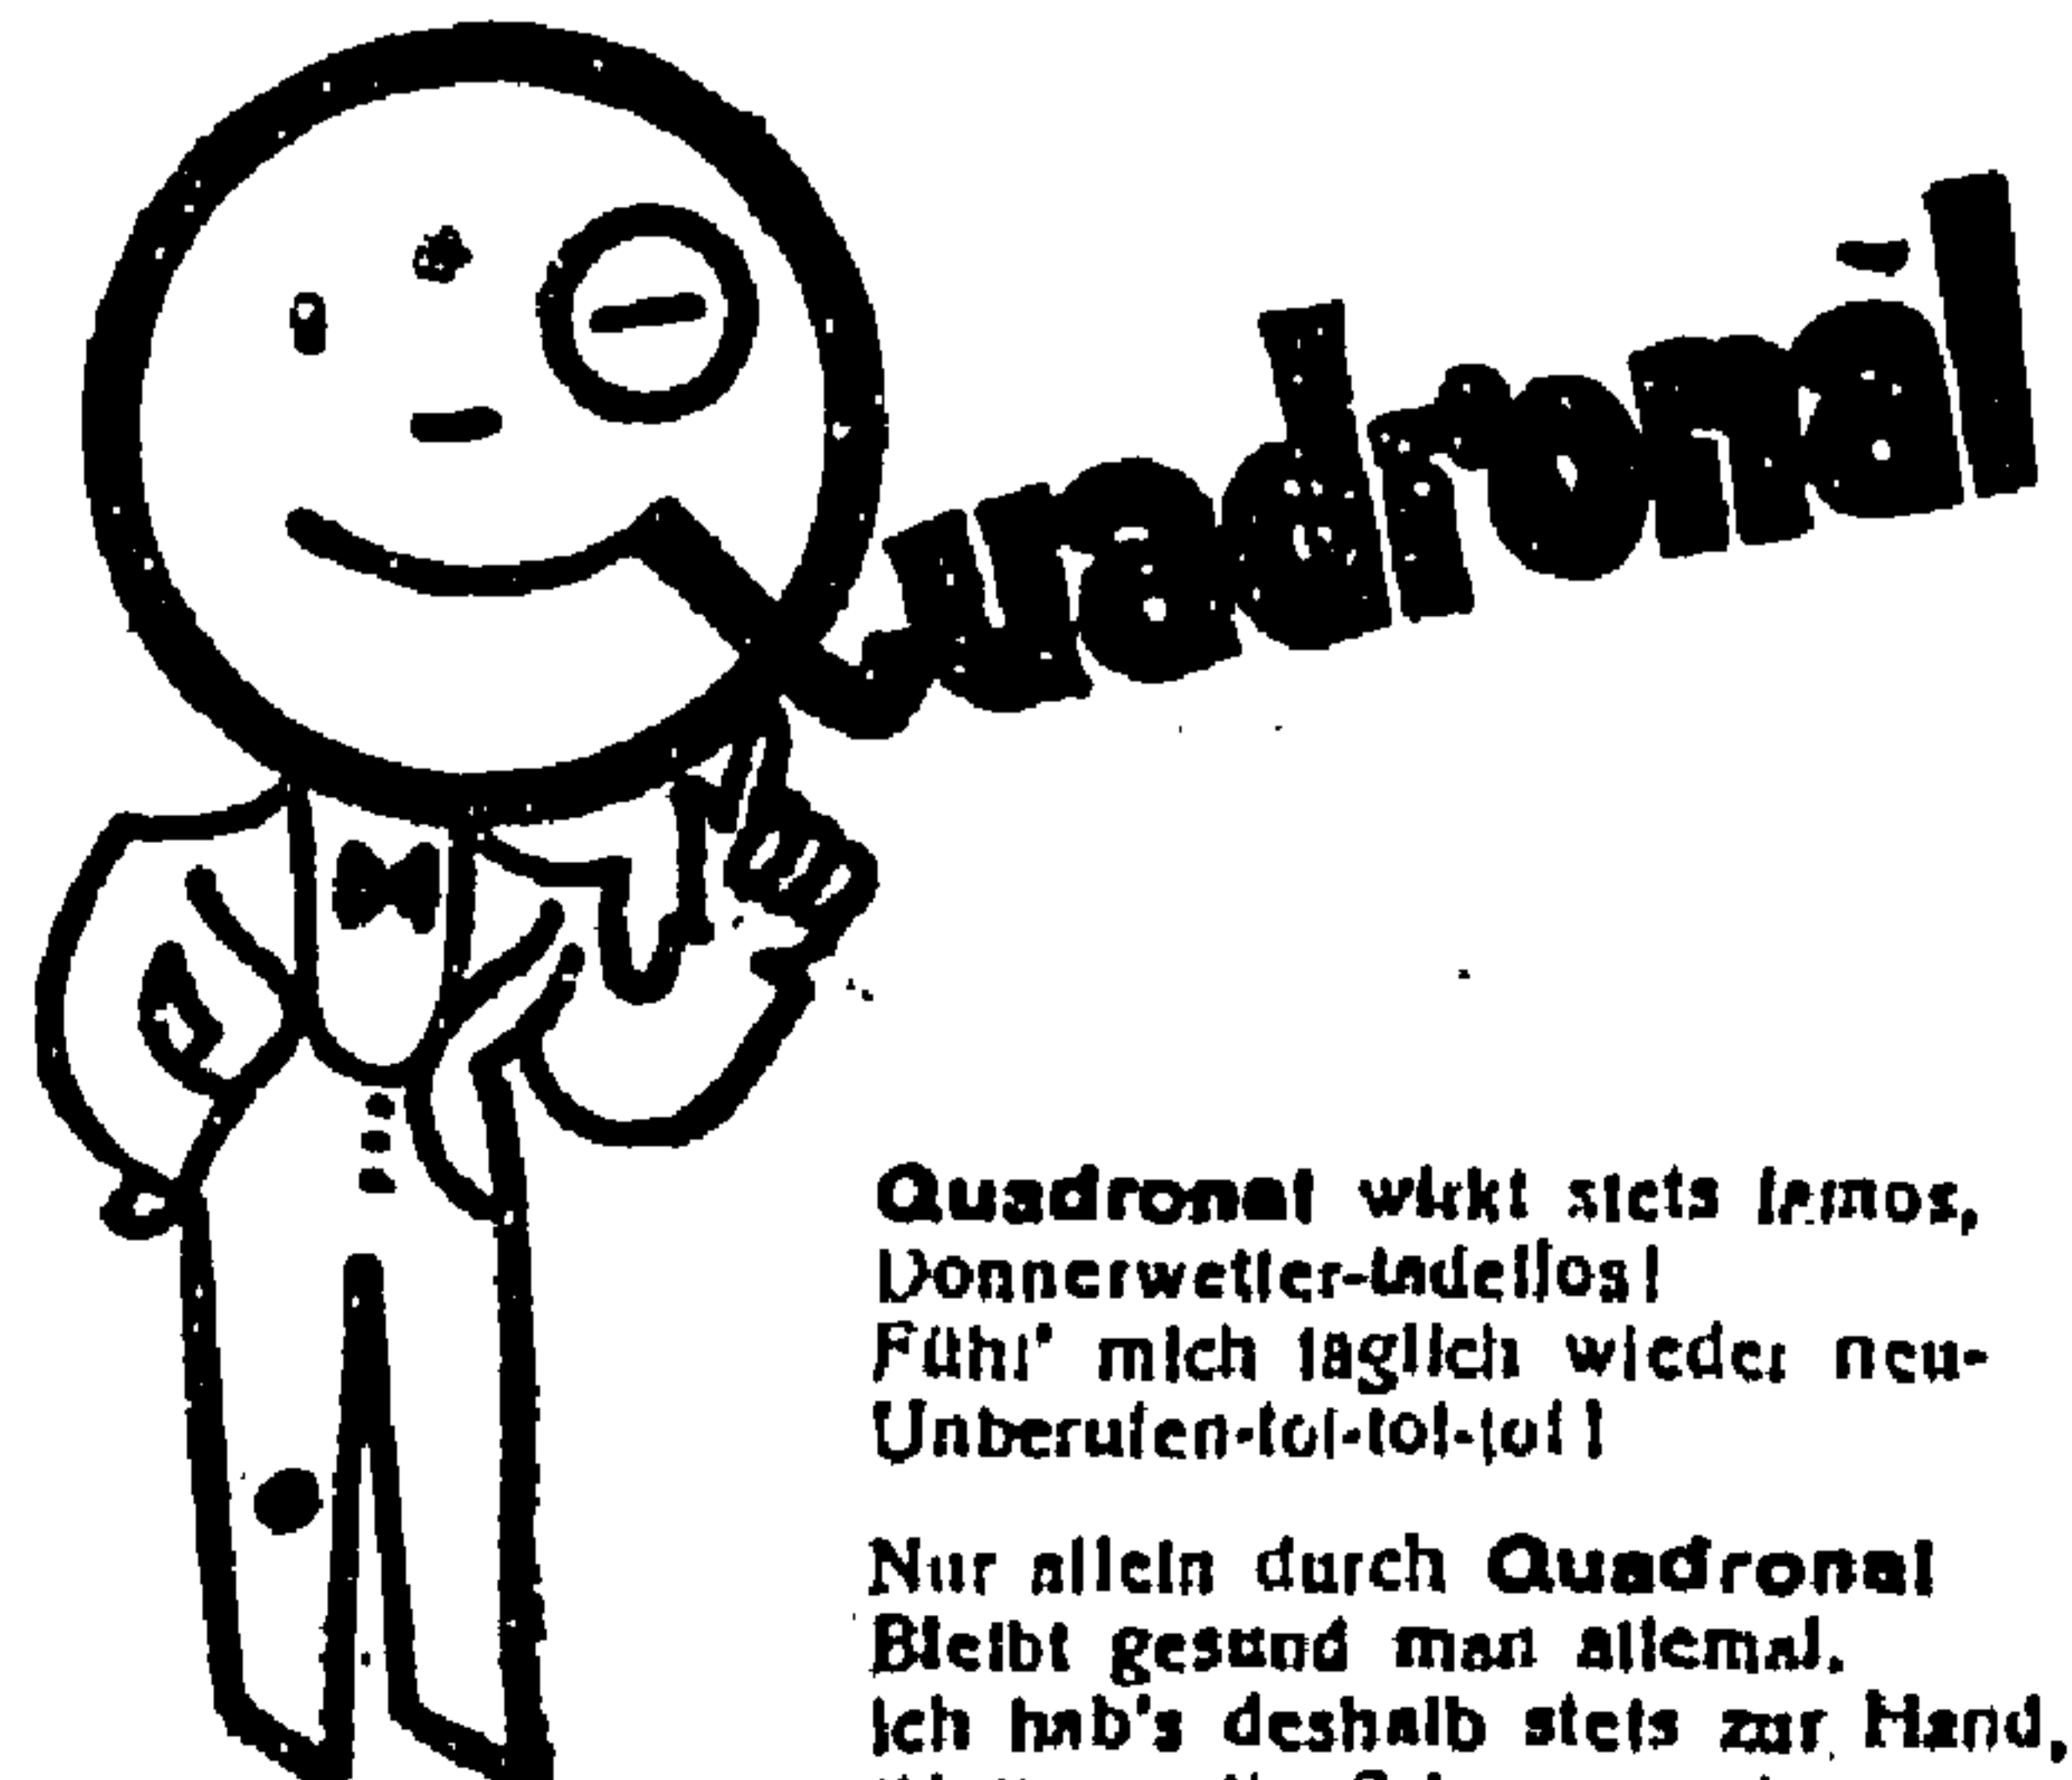 Quadronal
Quadronal wirkt stets famos,
Donnerwetter-tadellos!
Fühl' mich täglich wieder neu-
Unberufen-toi-toi-toi!
Nur allein durch Quadronal
Bleibt gesund man allemal.
Ich hab's deshalb stets zur Hand,